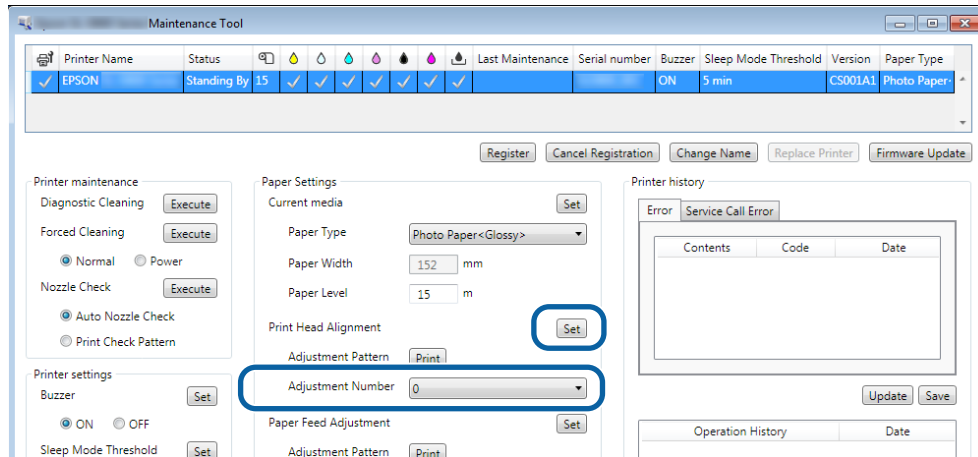 Maintenance Tool
Printer Name Status Last Maintenance Serial number Buzzer Sleep Mode Threshold Version Paper Type
EPSON Standing By 15 ON 5 min CS001A1 Photo Paper
Register Cancel Registration Change Name Replace Printer Firmware Update
Printer maintenance
Diagnostic Cleaning Execute
Forced Cleaning Execute
Normal Power
Nozzle Check Execute
Auto Nozzle Check
Print Check Pattern
Printer settings
Buzzer Set
ON OFF
Sleep Mode Threshold Set
Paper Settings
Current media Set
Paper Type Photo Paper<Glossy>
Paper Width 152 mm
Paper Level 15 m
Print Head Alignment Set
Adjustment Pattern Print
Adjustment Number 0
Paper Feed Adjustment Set
Adjustment Pattern Print
Printer history
Error Service Call Error
Contents Code Date
Update Save
Operation History Date